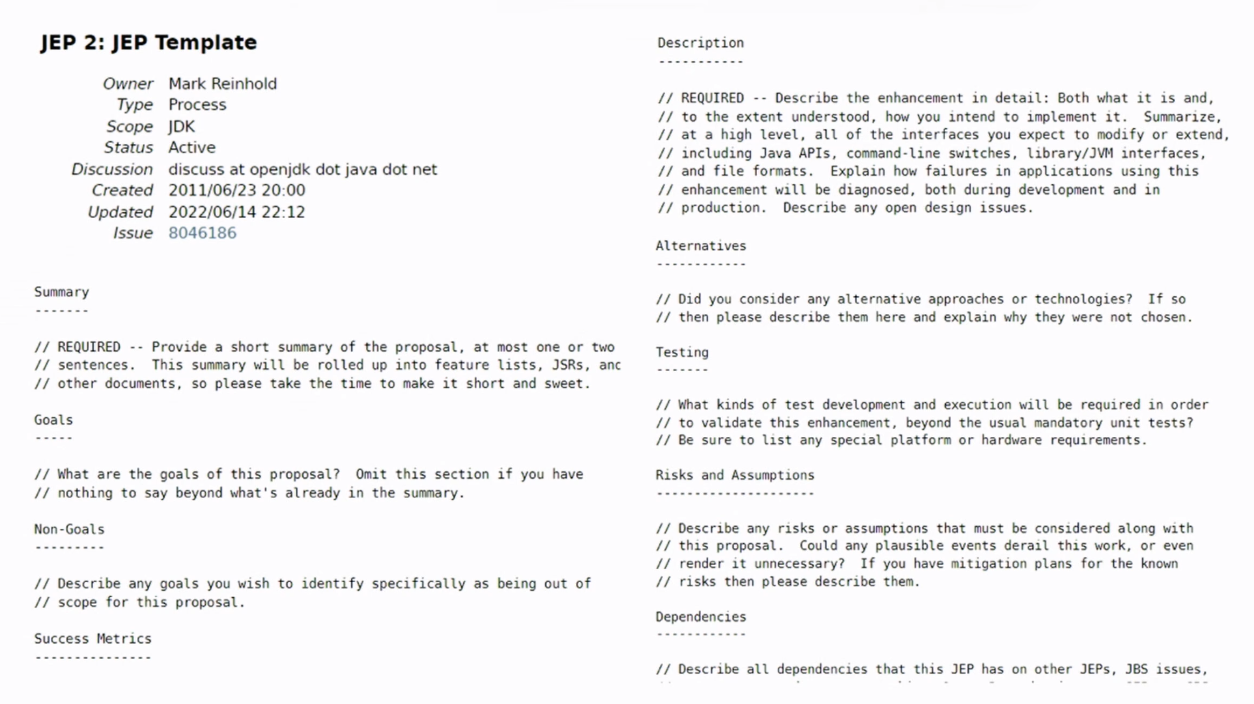 JEP 2: JEP Template
Owner Mark Reinhold
Type Process
Scope JDK
Status Active
Discussion discuss at openjdk dot java dot net
Created 2011/06/23 20:00
Updated 2022/06/14 22:12
Issue 8046186
Summary
-------
// REQUIRED -- Provide a short summary of the proposal, at most one or two
// sentences.  This summary will be rolled up into feature lists, JSRs, and
// other documents, so please take the time to make it short and sweet.
Goals
-----
// What are the goals of this proposal?  Omit this section if you have
// nothing to say beyond what's already in the summary.
Non-Goals
---------
// Describe any goals you wish to identify specifically as being out of
// scope for this proposal.
Success Metrics
---------------
Description
-----------
// REQUIRED -- Describe the enhancement in detail: Both what it is and,
// to the extent understood, how you intend to implement it.  Summarize,
// at a high level, all of the interfaces you expect to modify or extend,
// including Java APIs, command-line switches, library/JVM interfaces,
// and file formats.  Explain how failures in applications using this
// enhancement will be diagnosed, both during development and in
// production.  Describe any open design issues.
Alternatives
------------
// Did you consider any alternative approaches or technologies?  If so
// then please describe them here and explain why they were not chosen.
Testing
-------
// What kinds of test development and execution will be required in order
// to validate this enhancement, beyond the usual mandatory unit tests?
// Be sure to list any special platform or hardware requirements.
Risks and Assumptions
---------------------
// Describe any risks or assumptions that must be considered along with
// this proposal.  Could any plausible events derail this work, or even
// render it unnecessary?  If you have mitigation plans for the known
// risks then please describe them.
Dependencies
------------
// Describe all dependencies that this JEP has on other JEPs, JBS issues,